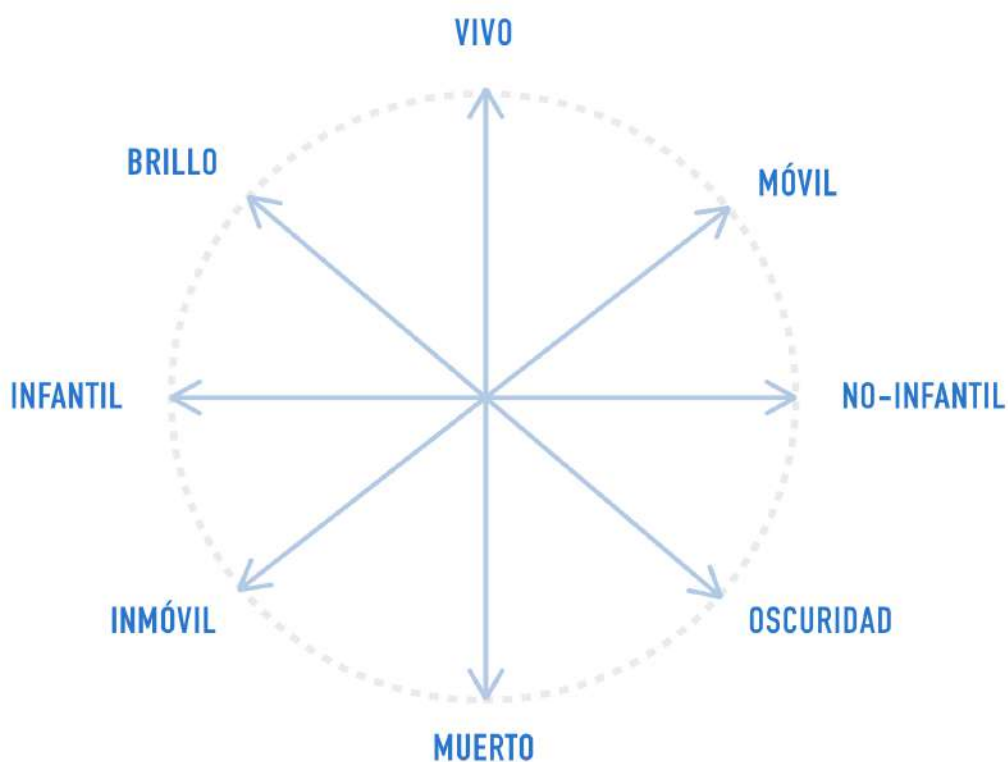 VIVO
BRILLO
MÓVIL
INFANTIL
NO-INFANTIL
INMÓVIL
OSCURIDAD
MUERTO